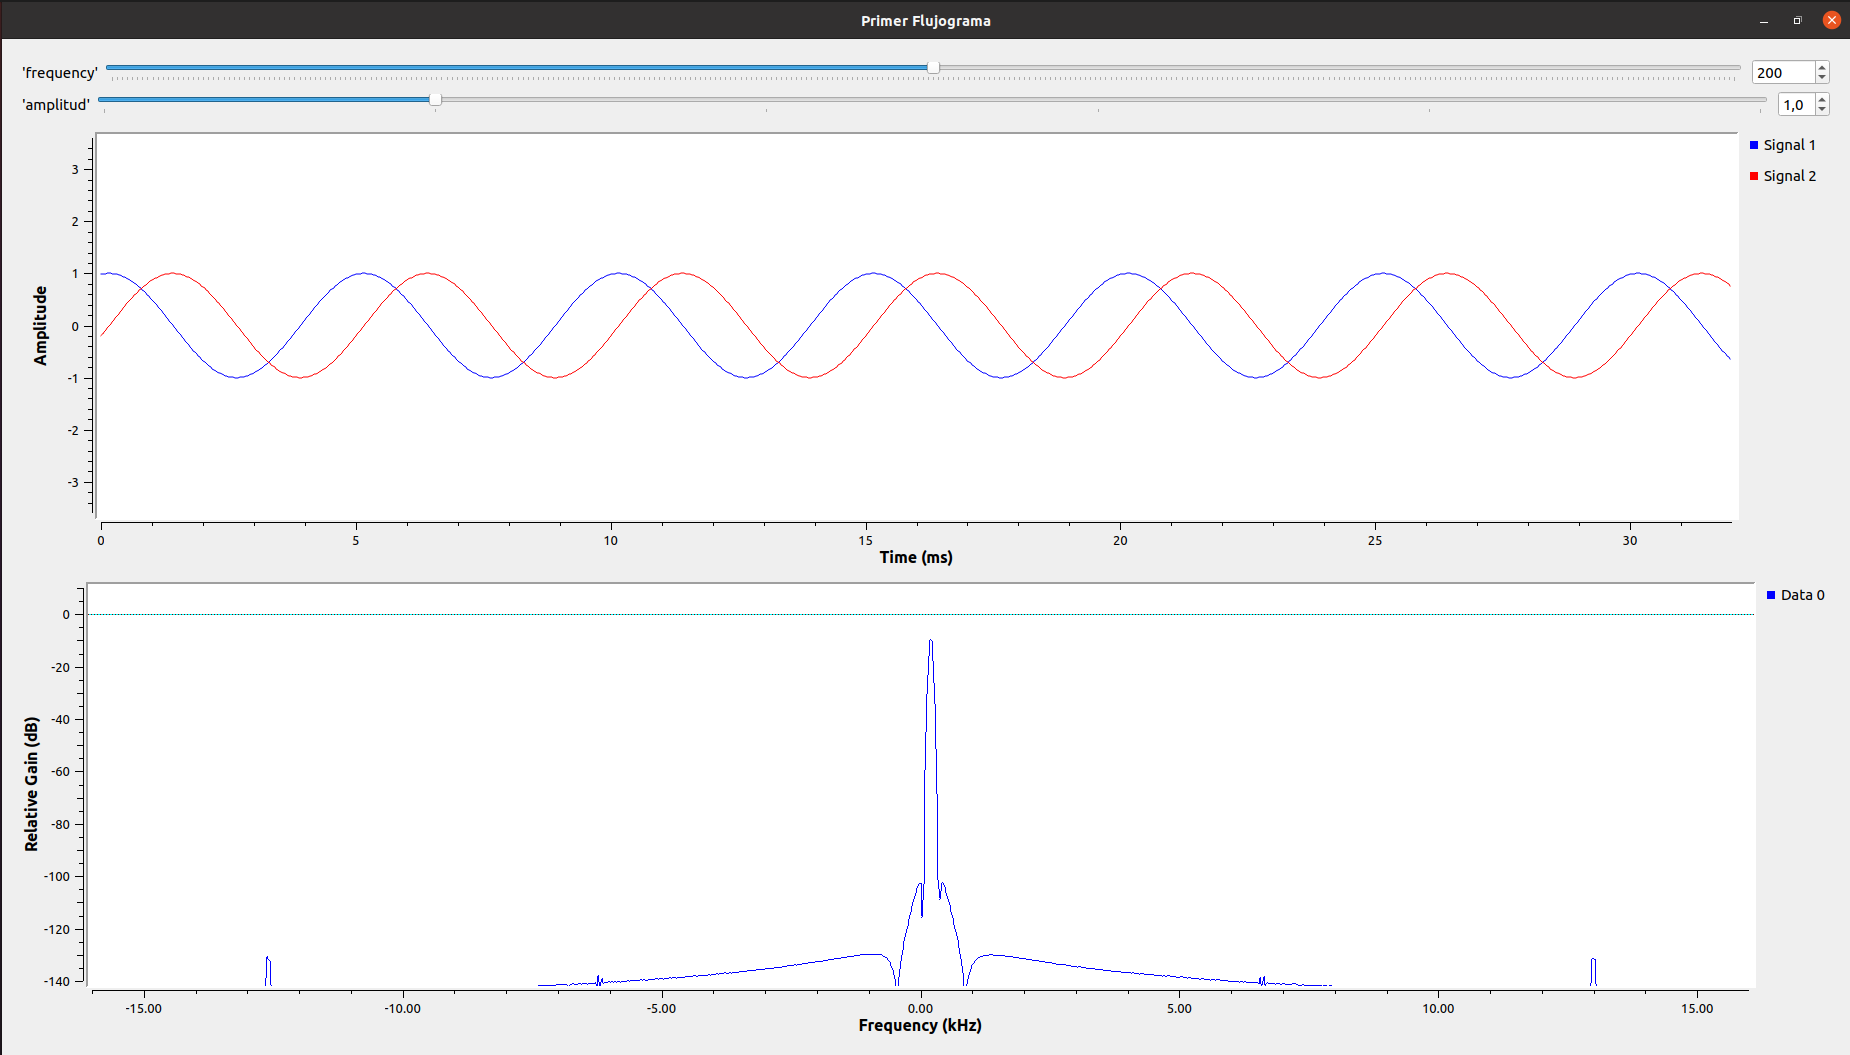 Primer Flujograma
'frequency' 200
'amplitud' 1,0
Signal 1
Signal 2
Amplitude
3
2
1
0
-1
-2
-3
0 5 10 15 20 25 30
Time (ms)
Data 0
Relative Gain (dB)
0
-20
-40
-60
-80
-100
-120
-140
-15.00 -10.00 -5.00 0.00 5.00 10.00 15.00
Frequency (kHz)